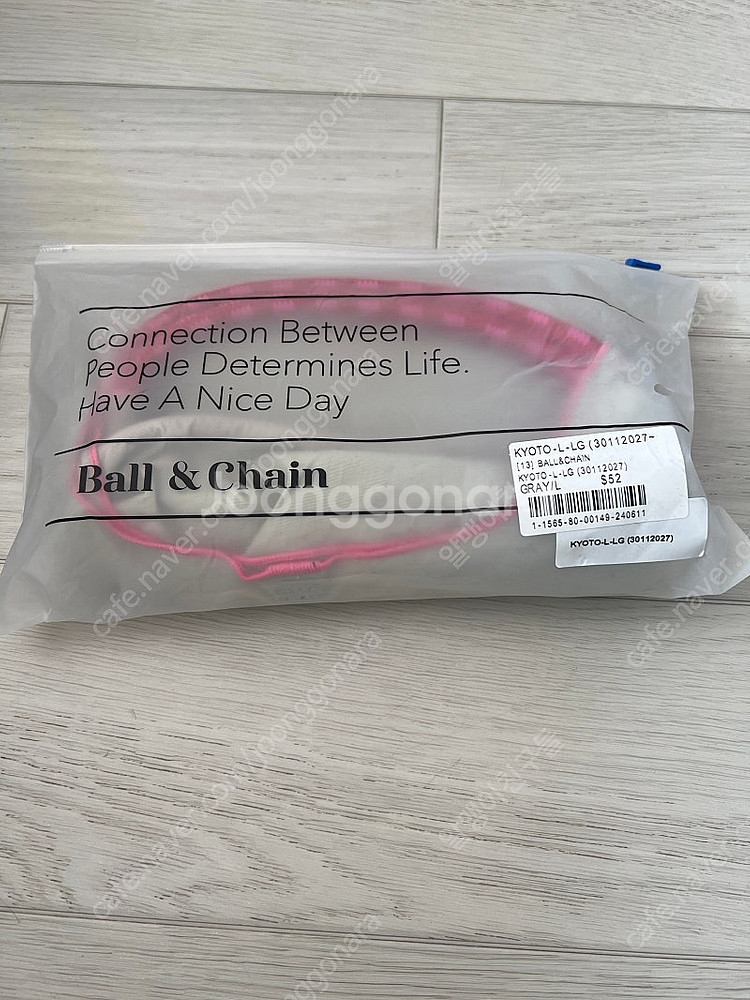 Connection Between
People Determines Life.
Have A Nice Day
Ball & Chain
KYOTO-L-LG (30112027-
[13] BALL&CHAIN
KYOTO-L-LG (30112027)
GRAY/L $52
1-1565-80-00149-240611
KYOTO-L-LG (30112027)
joonggonara
cafe.naver.com/joonggonara